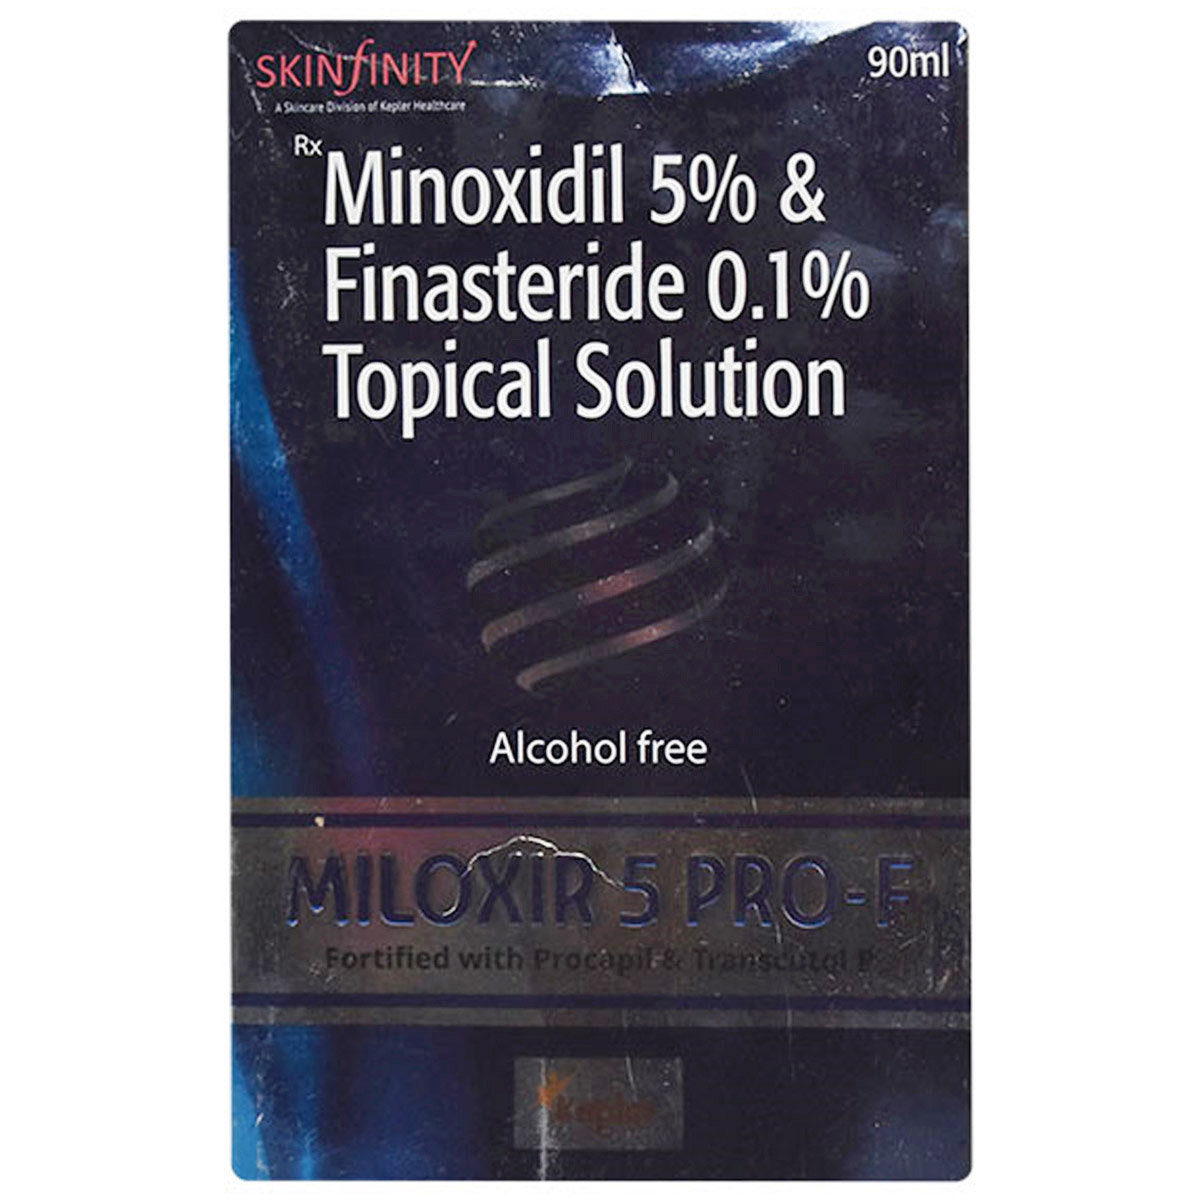 SKINfINITY
90ml
A Skincare Division of Kepler Healthcare
Rx
Minoxidil 5% &
Finasteride 0.1%
Topical Solution
Alcohol free
MILOXIR 5 PRO-F
Fortified with Procapil & Transcutol P
Kepler